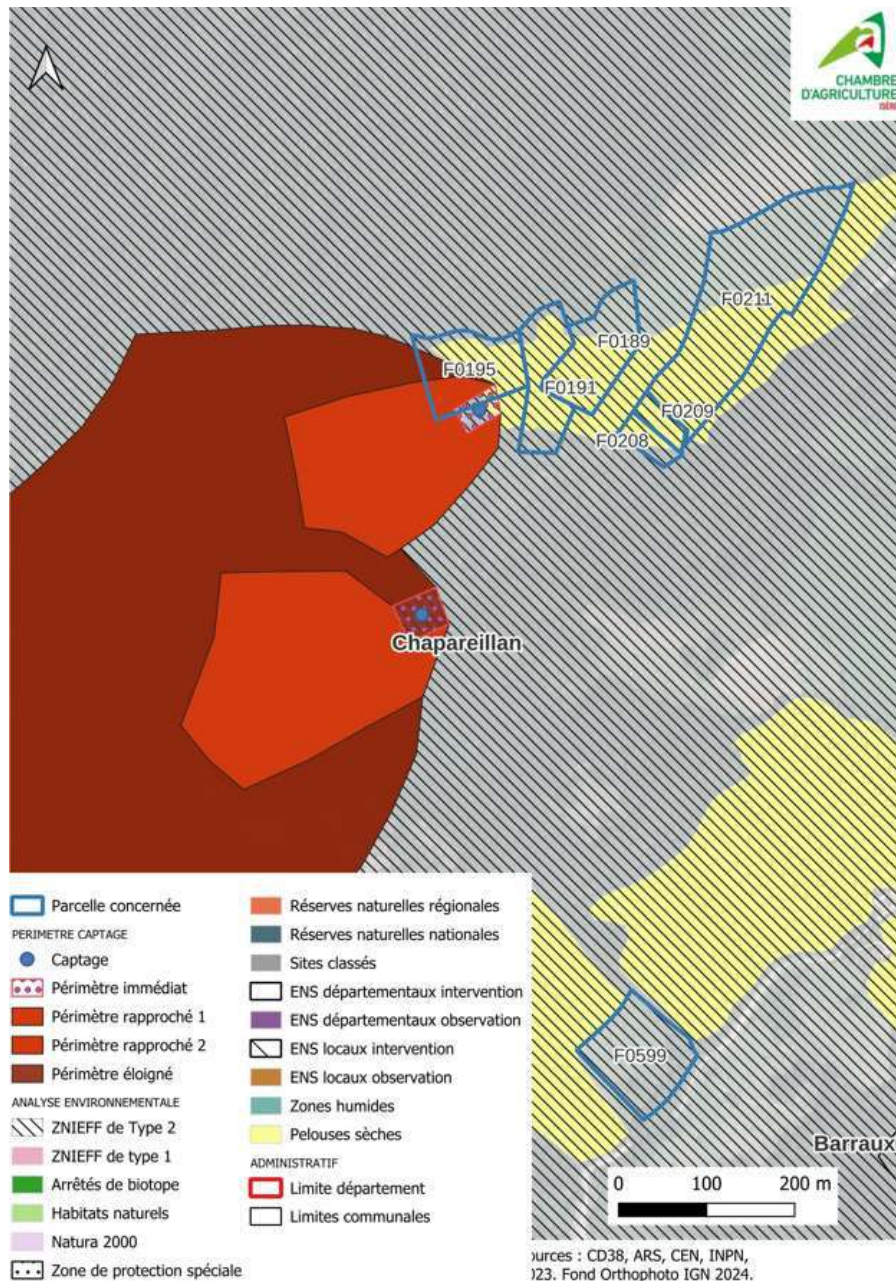 CHAMBRE
D'AGRICULTURE
ISÈRE
F0211
F0189
F0195
F0191
F0209
F0208
Chapareillan
F0599
Barraux
0 100 200 m
Parcelle concernée
PERIMETRE CAPTAGE
Captage
Périmètre immédiat
Périmètre rapproché 1
Périmètre rapproché 2
Périmètre éloigné
ANALYSE ENVIRONNEMENTALE
ZNIEFF de Type 2
ZNIEFF de type 1
Arrêtés de biotope
Habitats naturels
Natura 2000
Zone de protection spéciale
Réserves naturelles régionales
Réserves naturelles nationales
Sites classés
ENS départementaux intervention
ENS départementaux observation
ENS locaux intervention
ENS locaux observation
Zones humides
Pelouses sèches
ADMINISTRATIF
Limite département
Limites communales
ources : CD38, ARS, CEN, INPN,
023. Fond Orthophoto IGN 2024.